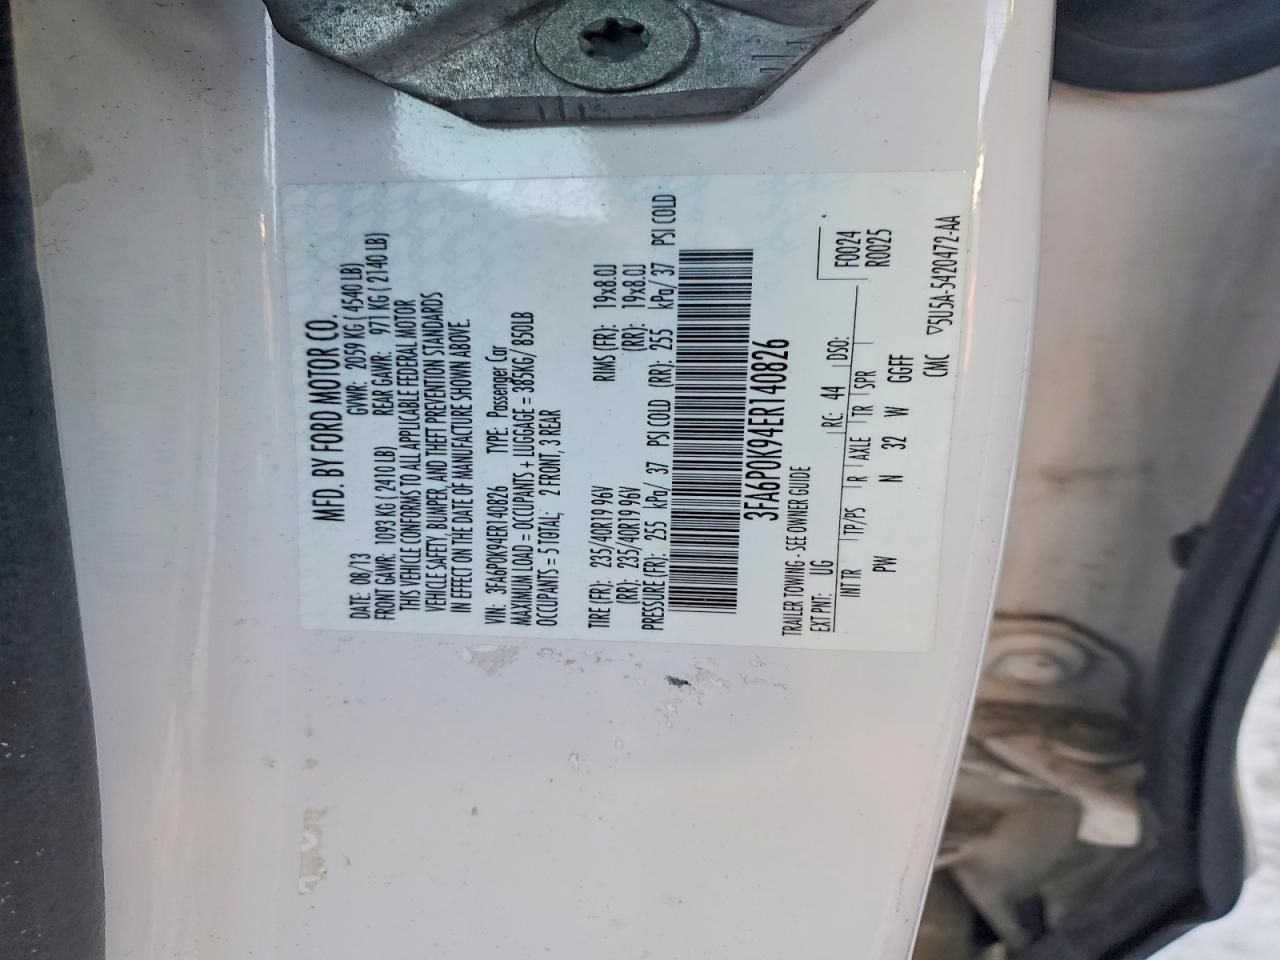 MFD. BY FORD MOTOR CO.
DATE: 08/13 GVWR: 2059 KG ( 4540 LB)
FRONT GAWR: 1093 KG ( 2410 LB) REAR GAWR: 971 KG ( 2140 LB)
THIS VEHICLE CONFORMS TO ALL APPLICABLE FEDERAL MOTOR
VEHICLE SAFETY, BUMPER, AND THEFT PREVENTION STANDARDS
IN EFFECT ON THE DATE OF MANUFACTURE SHOWN ABOVE.
VIN: 3FA6P0K94ER140826 TYPE: Passenger Car
MAXIMUM LOAD = OCCUPANTS + LUGGAGE = 385KG/ 850LB
OCCUPANTS = 5 TOTAL; 2 FRONT, 3 REAR
TIRE (FR): 235/40R19 96V RIMS (FR): 19x8.0J
(RR): 235/40R19 96V (RR): 19x8.0J
PRESSURE (FR): 255 kPa/ 37 PSI COLD (RR): 255 kPa/ 37 PSI COLD
3FA6P0K94ER140826
TRAILER TOWING - SEE OWNER GUIDE
F0024
EXT PNT: UG RC: 44 DSO: R0025
INT TR TP/PS R AXLE TR SPR
PW N 32 W GGFF
CMC ▽5U5A-5420472-AA